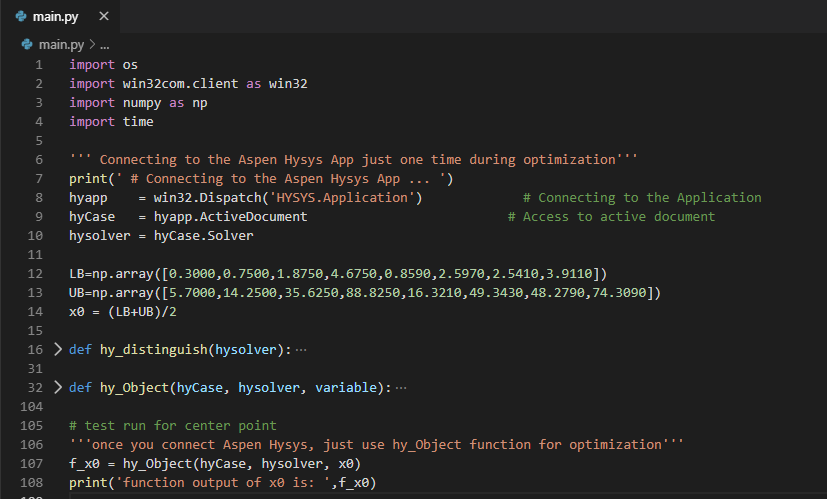 main.py ×
main.py > ...
1 import os
2 import win32com.client as win32
3 import numpy as np
4 import time
5
6 ''' Connecting to the Aspen Hysys App just one time during optimization'''
7 print(' # Connecting to the Aspen Hysys App ... ')
8 hyapp    = win32.Dispatch('HYSYS.Application')             # Connecting to the Application
9 hyCase   = hyapp.ActiveDocument                          # Access to active document
10 hysolver = hyCase.Solver
11
12 LB=np.array([0.3000,0.7500,1.8750,4.6750,0.8590,2.5970,2.5410,3.9110])
13 UB=np.array([5.7000,14.2500,35.6250,88.8250,16.3210,49.3430,48.2790,74.3090])
14 x0 = (LB+UB)/2
15
16 > def hy_distinguish(hysolver): ...
31
32 > def hy_Object(hyCase, hysolver, variable): ...
104
105 # test run for center point
106 '''once you connect Aspen Hysys, just use hy_Object function for optimization'''
107 f_x0 = hy_Object(hyCase, hysolver, x0)
108 print('function output of x0 is: ',f_x0)